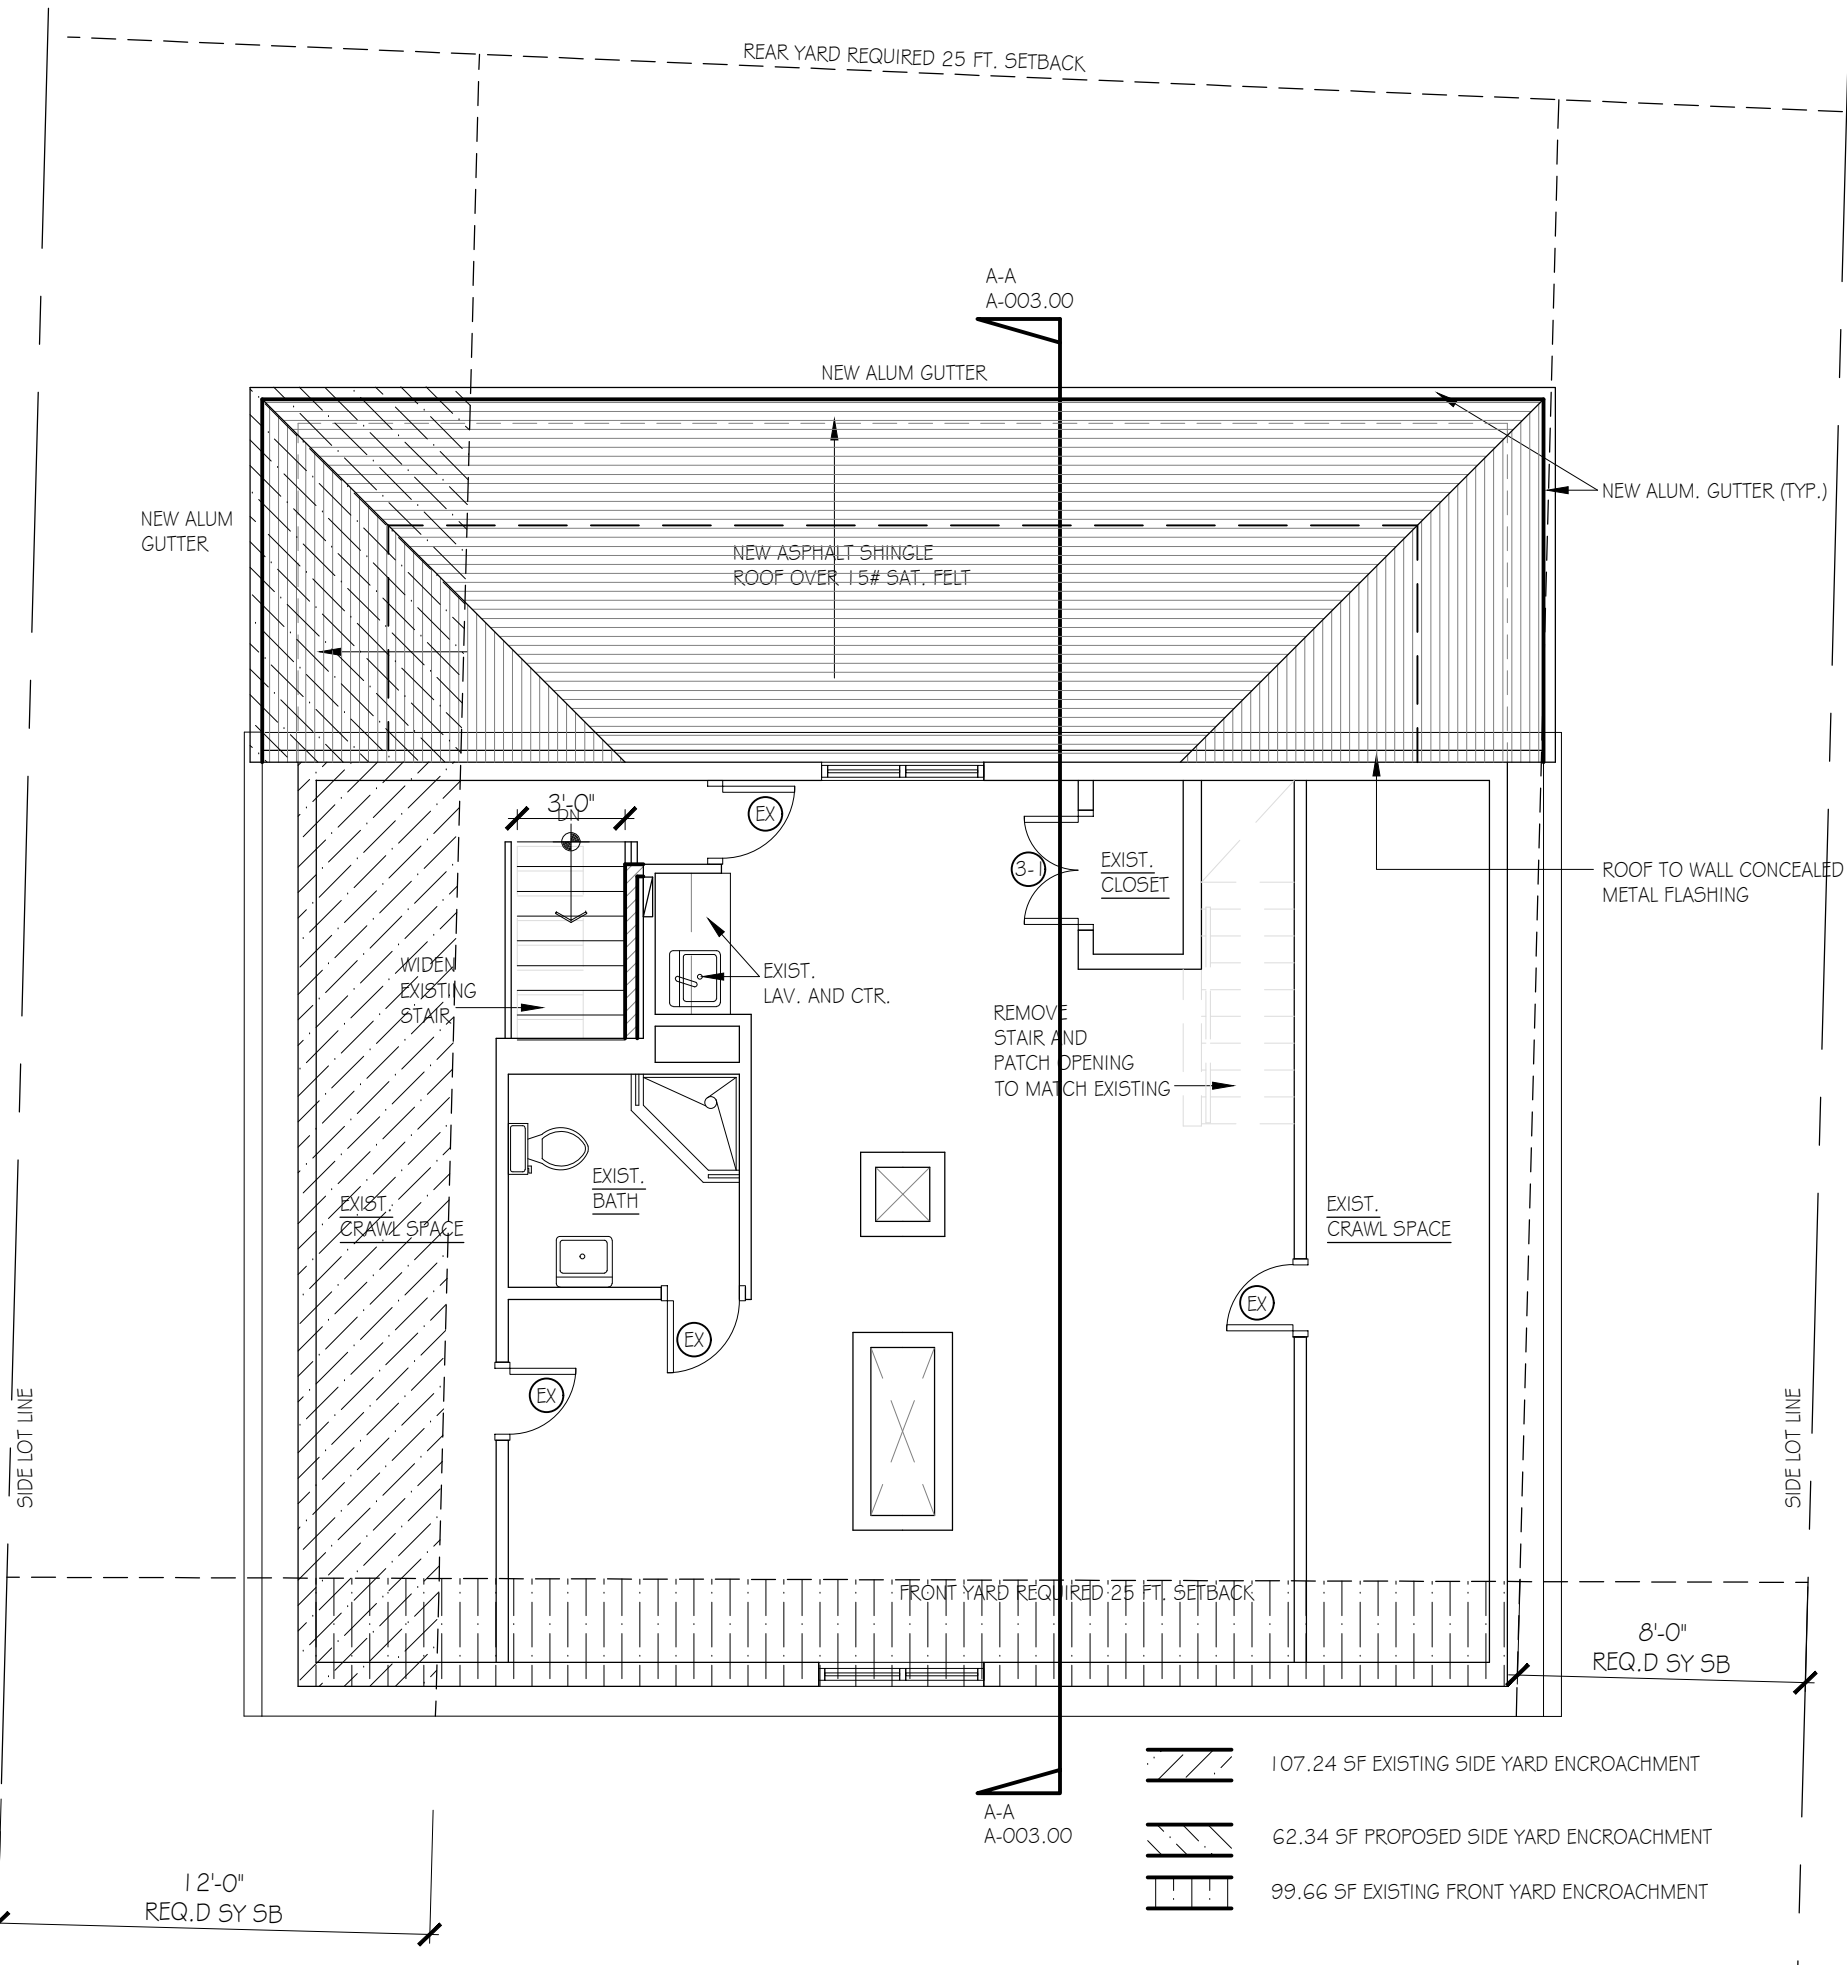 REAR YARD REQUIRED 25 FT. SETBACK
A-A
A-003.00
NEW ALUM GUTTER
NEW ALUM
GUTTER
NEW ALUM. GUTTER (TYP.)
NEW ASPHALT SHINGLE
ROOF OVER 15# SAT. FELT
3'-0"
DN
EX
3-1
EXIST.
CLOSET
ROOF TO WALL CONCEALED
METAL FLASHING
WIDEN
EXISTING
STAIR
EXIST.
LAV. AND CTR.
REMOVE
STAIR AND
PATCH OPENING
TO MATCH EXISTING
EXIST.
BATH
EXIST.
CRAWL SPACE
EXIST.
CRAWL SPACE
EX
EX
EX
SIDE LOT LINE
SIDE LOT LINE
FRONT YARD REQUIRED 25 FT. SETBACK
8'-0"
REQ.D SY SB
107.24 SF EXISTING SIDE YARD ENCROACHMENT
A-A
A-003.00
62.34 SF PROPOSED SIDE YARD ENCROACHMENT
99.66 SF EXISTING FRONT YARD ENCROACHMENT
12'-0"
REQ.D SY SB